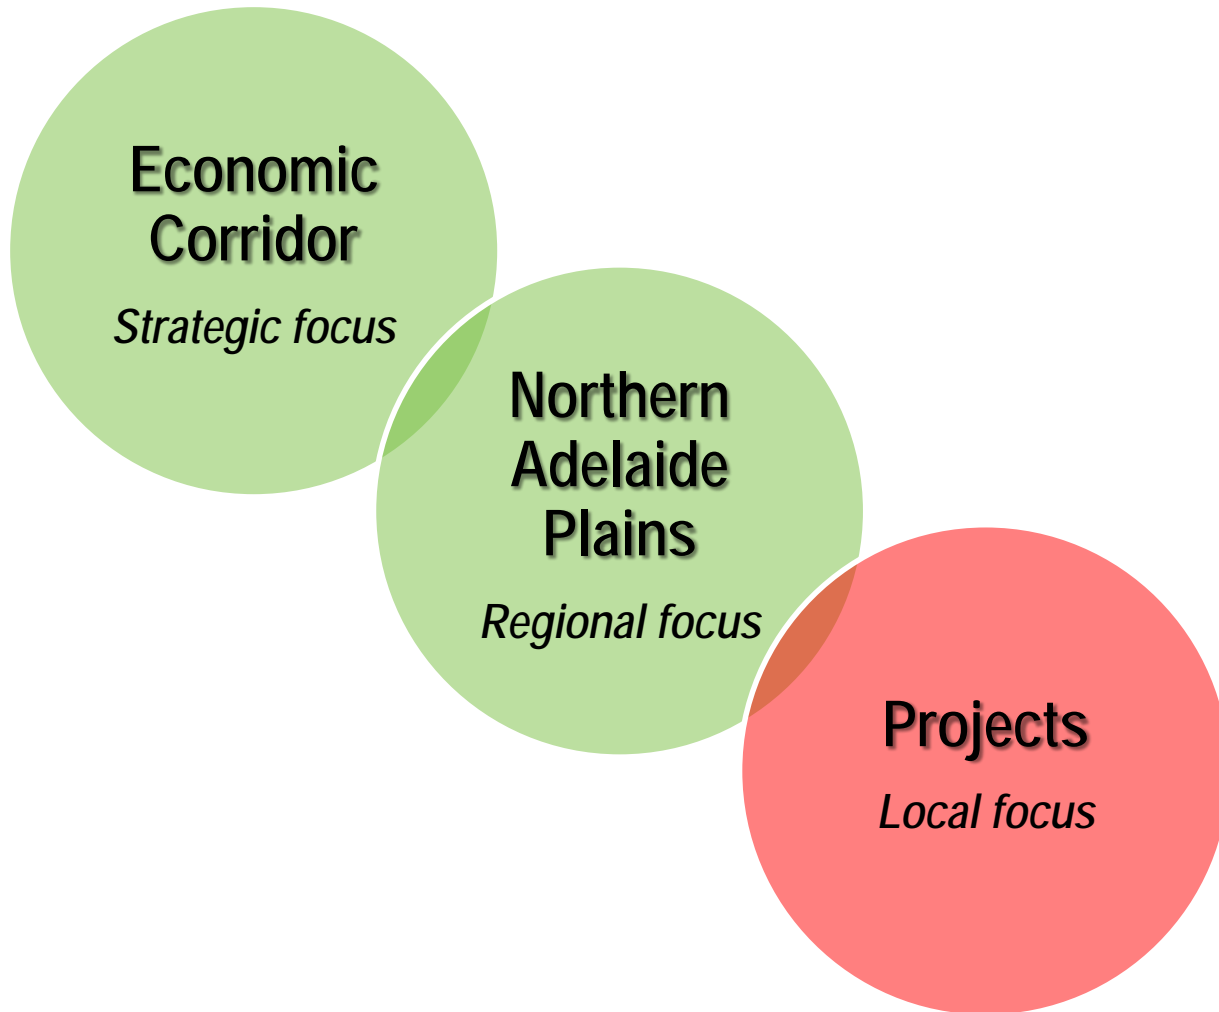 Economic
Corridor
Strategic focus
Northern
Adelaide
Plains
Regional focus
Projects
Local focus